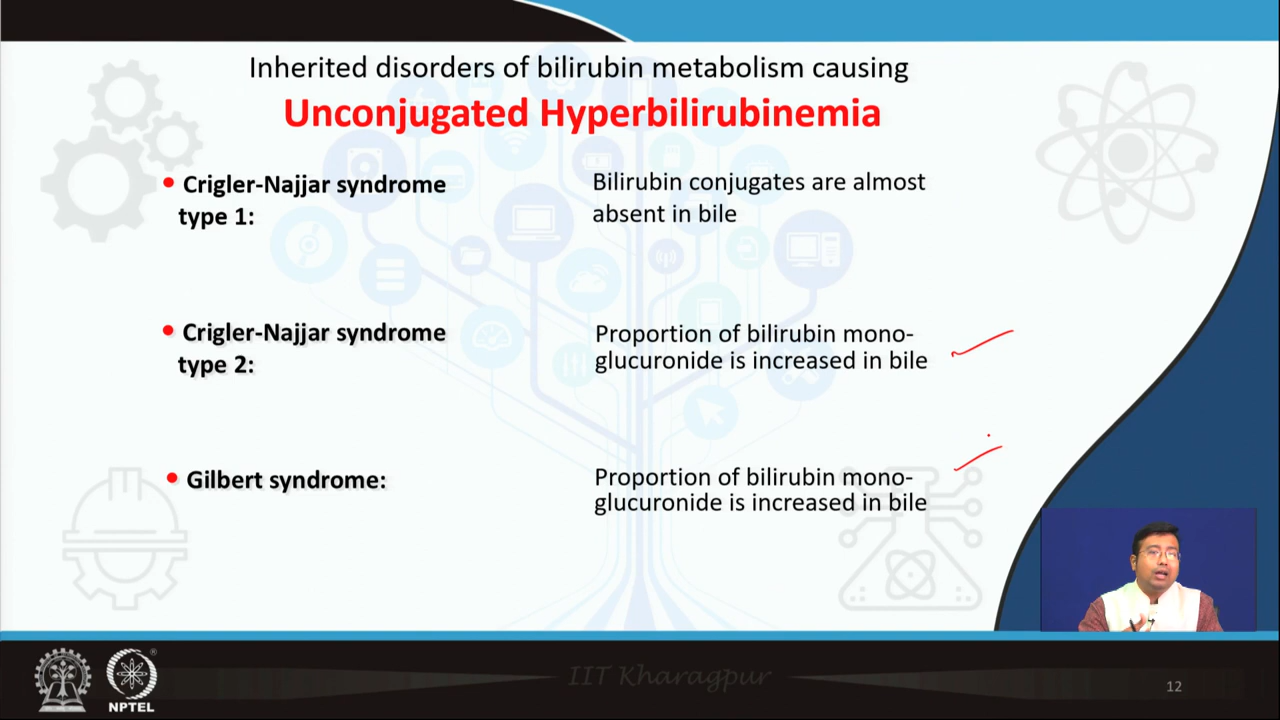 Inherited disorders of bilirubin metabolism causing
Unconjugated Hyperbilirubinemia
• Crigler-Najjar syndrome
type 1:
Bilirubin conjugates are almost
absent in bile
• Crigler-Najjar syndrome
type 2:
Proportion of bilirubin mono-
glucuronide is increased in bile
• Gilbert syndrome:
Proportion of bilirubin mono-
glucuronide is increased in bile
NPTEL
®
IIT Kharagpur
12